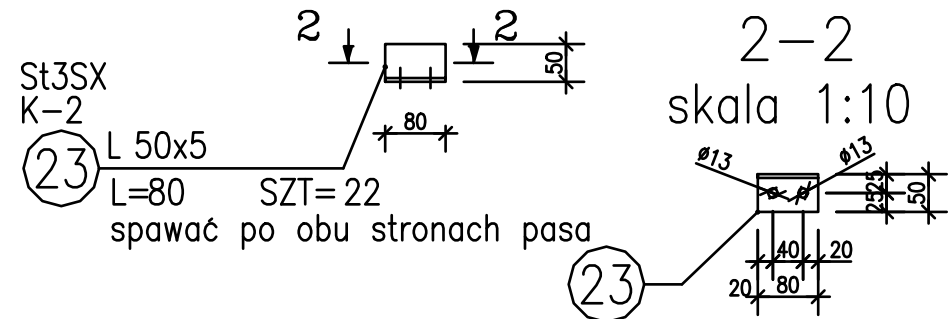 2 2
50
80
St3SX
K-2
23
L 50x5
L=80 SZT= 22
spawać po obu stronach pasa
2-2
skala 1:10
ø13 ø13
25 25 50
40 20
20 80
23